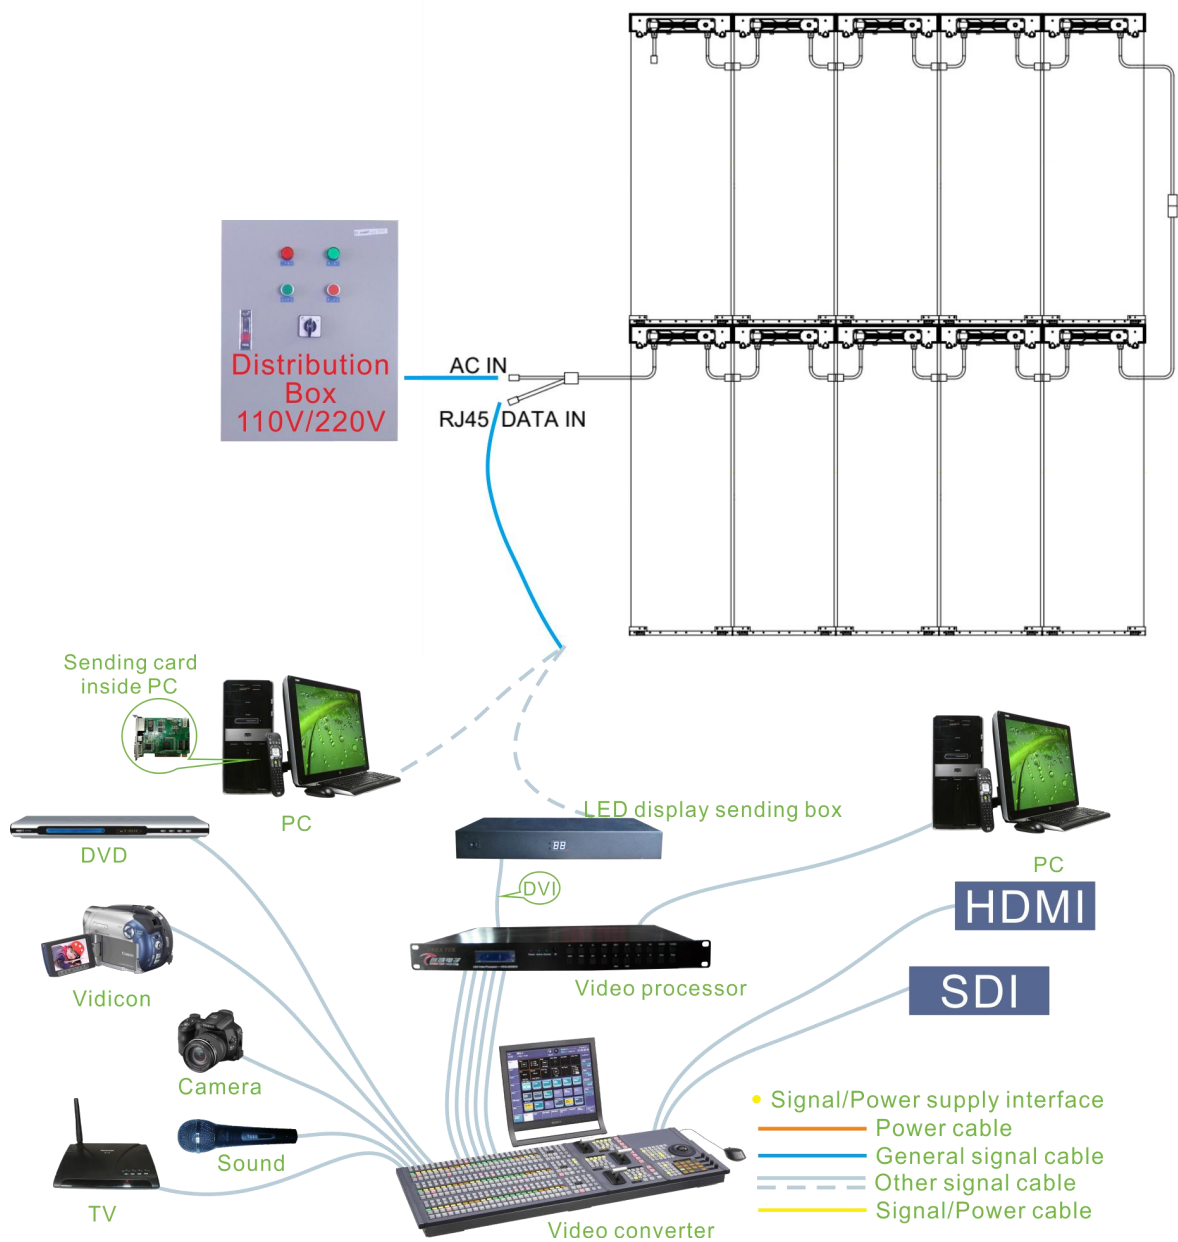 Distribution
Box
110V/220V
AC IN
RJ45 DATA IN
Sending card
inside PC
PC
LED display sending box
DVD
DVI
PC
HDMI
Vidicon
Video processor
SDI
Camera
Sound
TV
Video converter
Signal/Power supply interface
Power cable
General signal cable
Other signal cable
Signal/Power cable